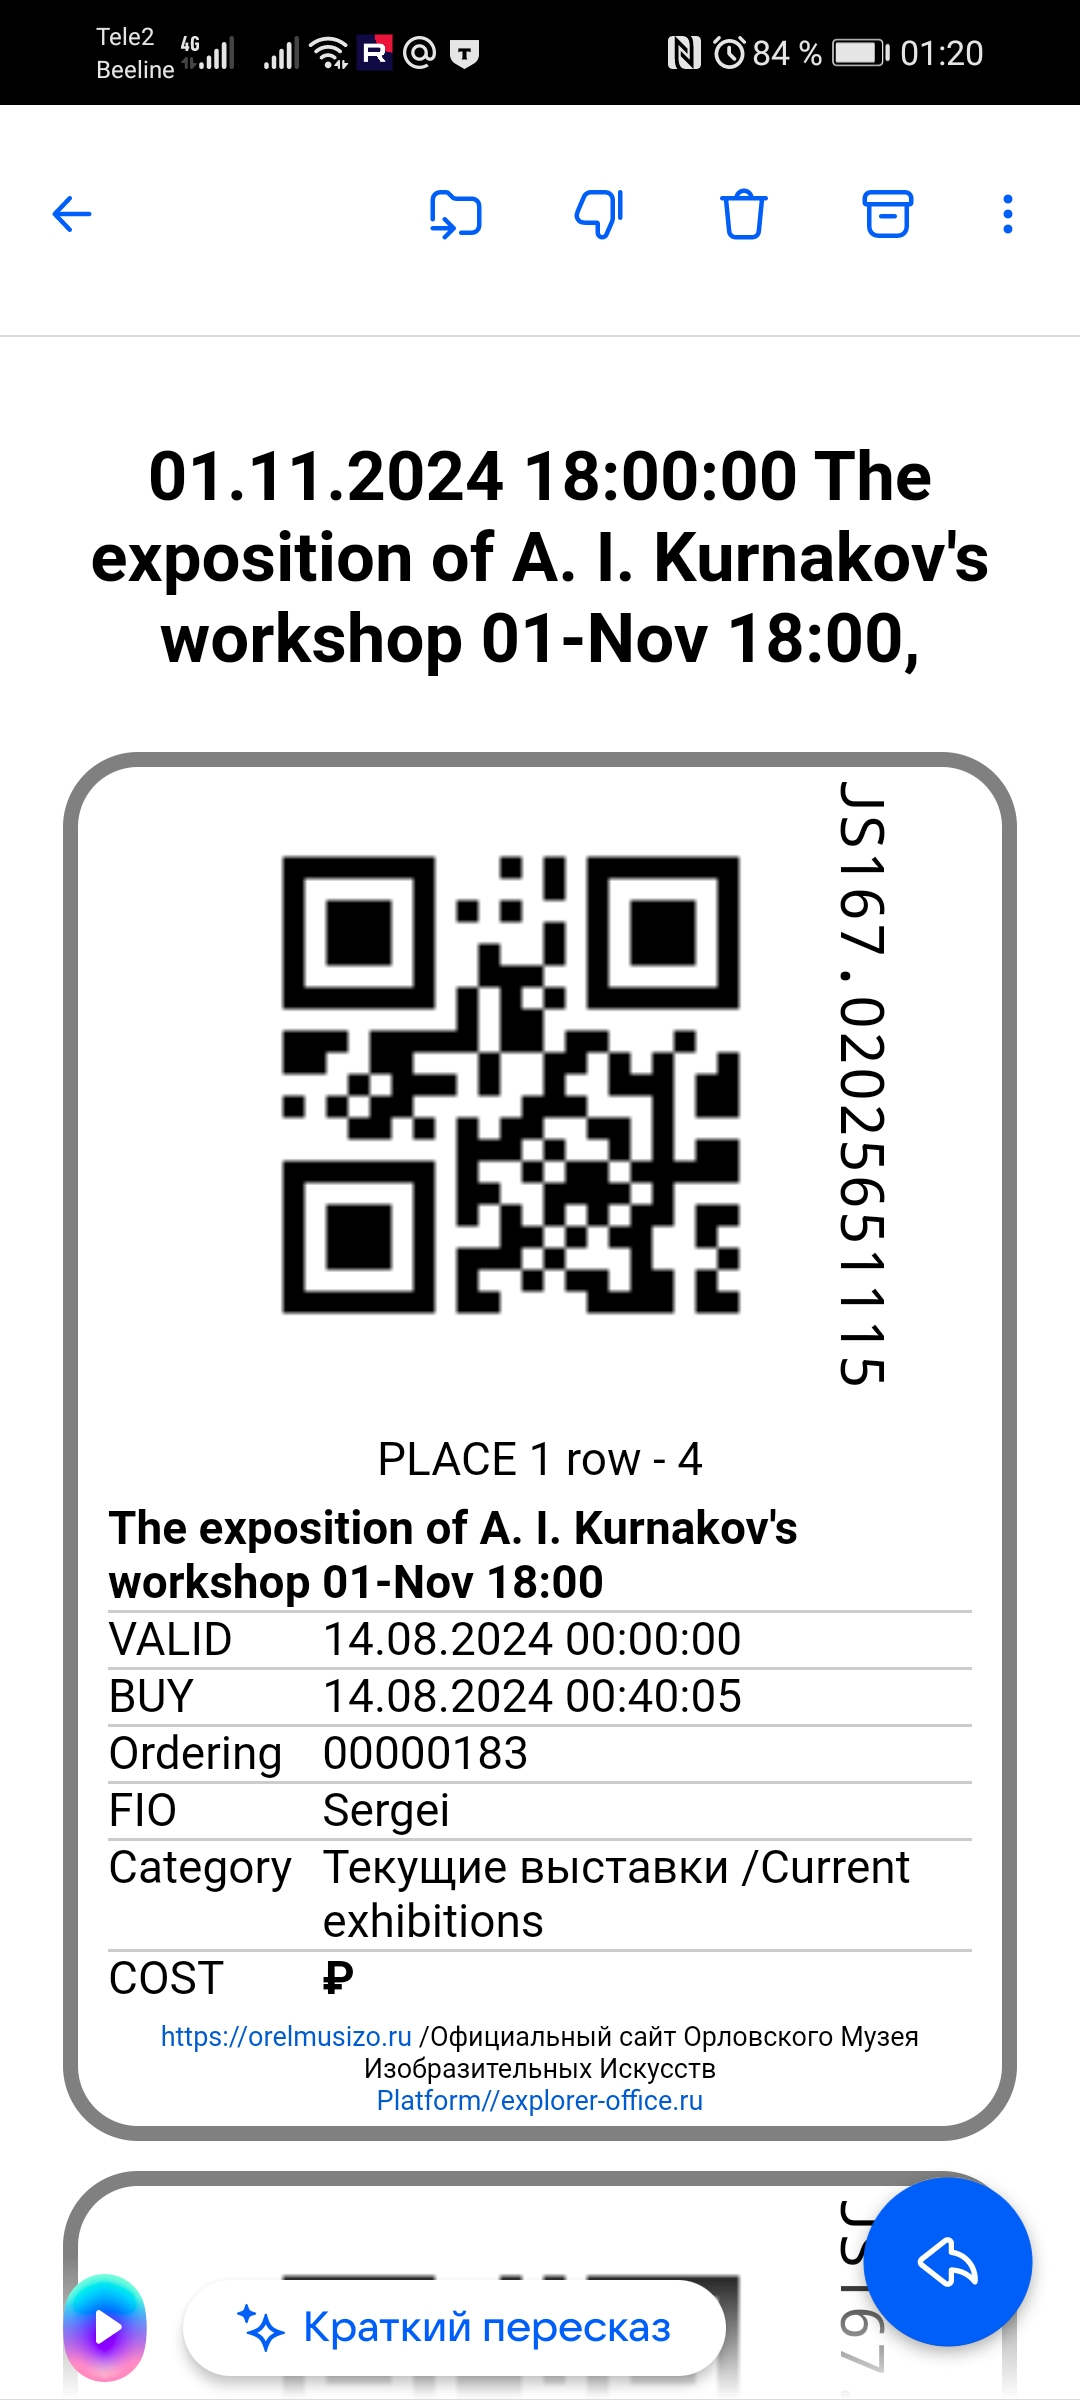 Tele2
Beeline
4G
R
T
84 %
01:20
01.11.2024 18:00:00 The
exposition of A. I. Kurnakov's
workshop 01-Nov 18:00,
JS167.02025651115
PLACE 1 row - 4
The exposition of A. I. Kurnakov's
workshop 01-Nov 18:00
VALID 14.08.2024 00:00:00
BUY 14.08.2024 00:40:05
Ordering 00000183
FIO Sergei
Category Текущие выставки /Current
exhibitions
COST ₽
https://orelmusizo.ru /Официальный сайт Орловского Музея
Изобразительных Искусств
Platform//explorer-office.ru
JS167
Краткий пересказ